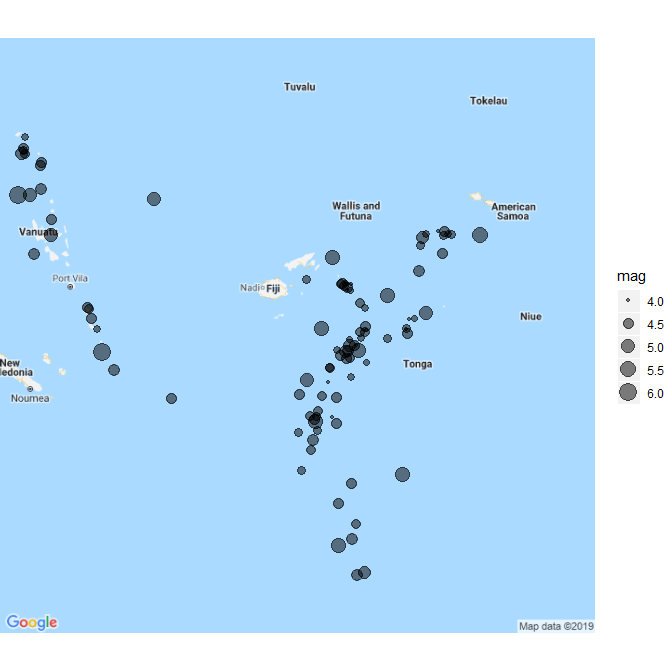 Tuvalu
Tokelau
Wallis and
Futuna
American
Samoa
Vanuatu
Port Vila
Nadi
Fiji
Niue
New
ledonia
Noumea
Tonga
mag
4.0
4.5
5.0
5.5
6.0
Google
Map data ©2019